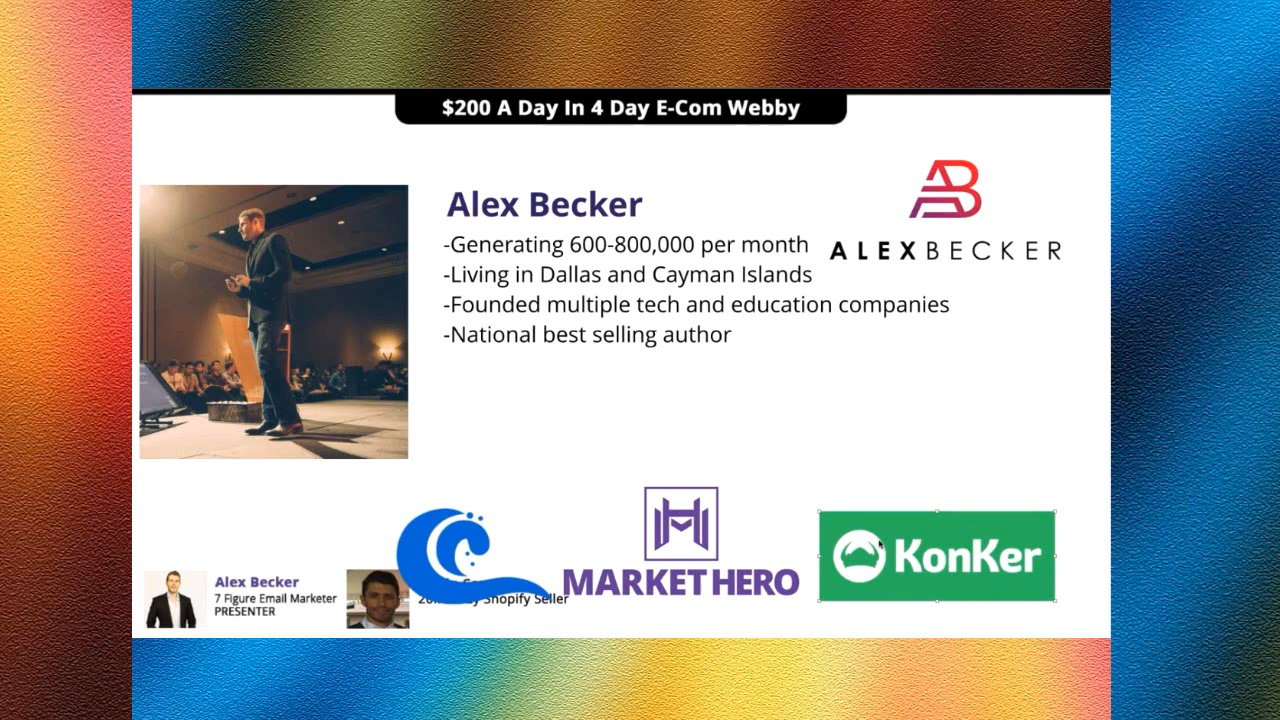 $200 A Day In 4 Day E-Com Webby
Alex Becker
-Generating 600-800,000 per month
-Living in Dallas and Cayman Islands
-Founded multiple tech and education companies
-National best selling author
ALEXBECKER
MARKET HERO
KonKer
Alex Becker
7 Figure Email Marketer
PRESENTER
Shopify Seller